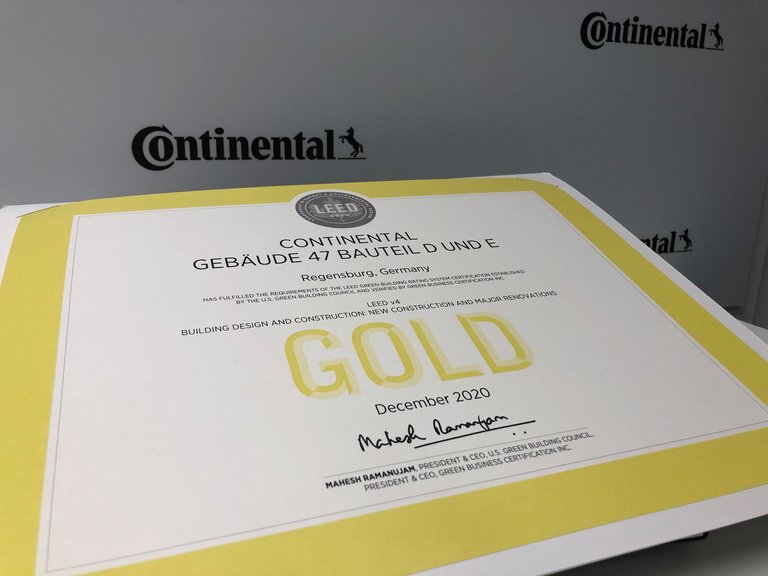 Continental
Continental
ntal
LEED
GOLD
CONTINENTAL
GEBÄUDE 47 BAUTEIL D UND E
Regensburg, Germany
HAS FULFILLED THE REQUIREMENTS OF THE LEED GREEN BUILDING RATING SYSTEM CERTIFICATION ESTABLISHED
BY THE U.S. GREEN BUILDING COUNCIL AND VERIFIED BY GREEN BUSINESS CERTIFICATION INC.
LEED v4
BUILDING DESIGN AND CONSTRUCTION: NEW CONSTRUCTION AND MAJOR RENOVATIONS
GOLD
December 2020
Mahesh Ramanujam
MAHESH RAMANUJAM, PRESIDENT & CEO, U.S. GREEN BUILDING COUNCIL,
PRESIDENT & CEO, GREEN BUSINESS CERTIFICATION INC.